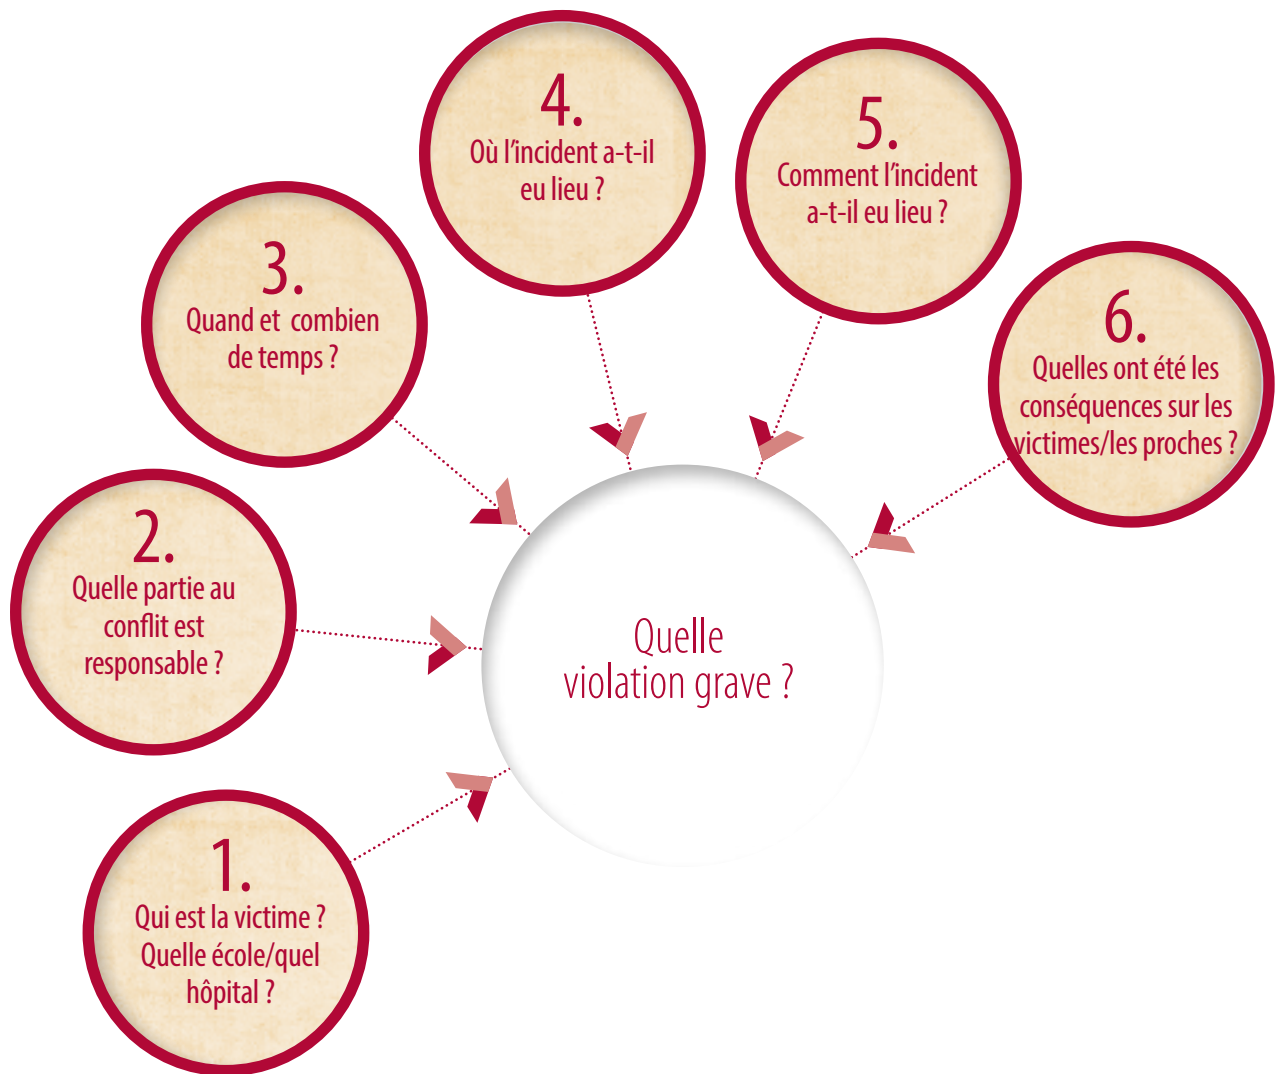 1.
Qui est la victime ?
Quelle école/quel
hôpital ?
2.
Quelle partie au
conflit est
responsable ?
3.
Quand et combien
de temps ?
4.
Où l'incident a-t-il
eu lieu ?
5.
Comment l'incident
a-t-il eu lieu ?
6.
Quelles ont été les
conséquences sur les
victimes/les proches ?
Quelle
violation grave ?